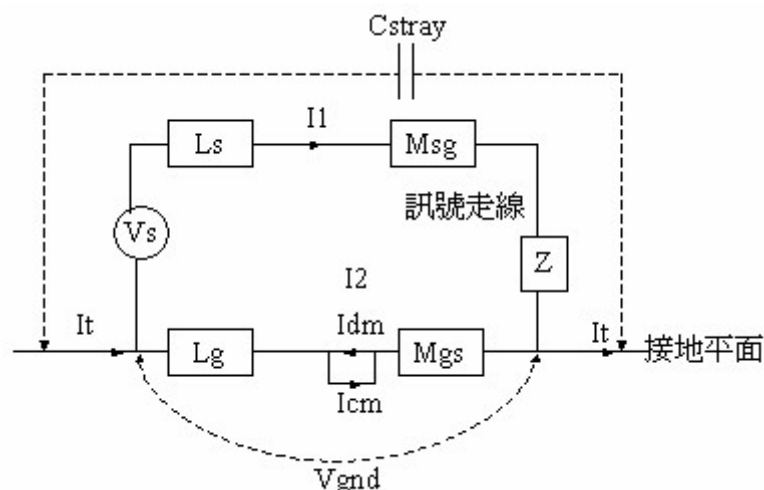 Cstray
I1
Ls
Msg
訊號走線
Vs
Z
I2
It
Idm
It
Lg
Mgs
接地平面
Icm
Vgnd